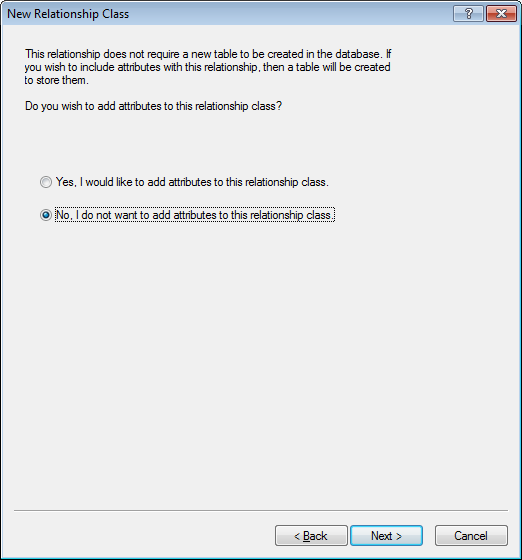 New Relationship Class
?
This relationship does not require a new table to be created in the database. If
you wish to include attributes with this relationship, then a table will be created
to store them.
Do you wish to add attributes to this relationship class?
Yes, I would like to add attributes to this relationship class.
No, I do not want to add attributes to this relationship class.
< Back
Next >
Cancel